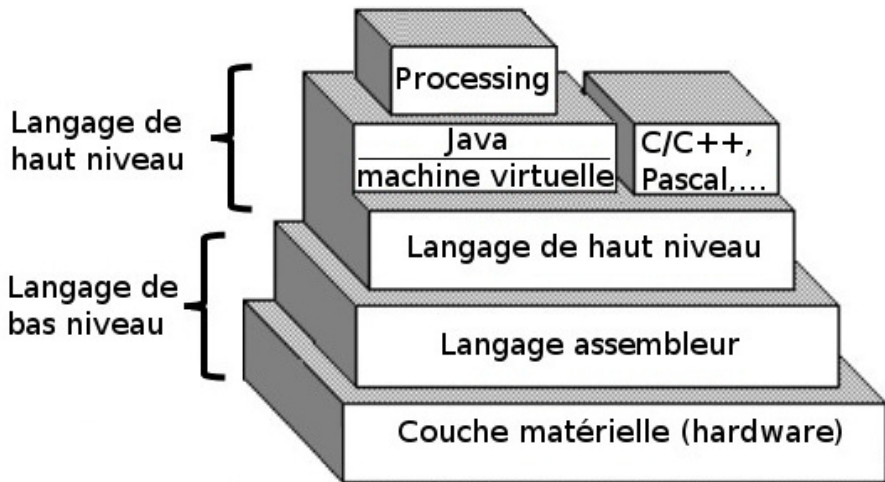 Processing
Langage de
haut niveau
Java
machine virtuelle
C/C++,
Pascal,...
Langage de haut niveau
Langage de
bas niveau
Langage assembleur
Couche matérielle (hardware)